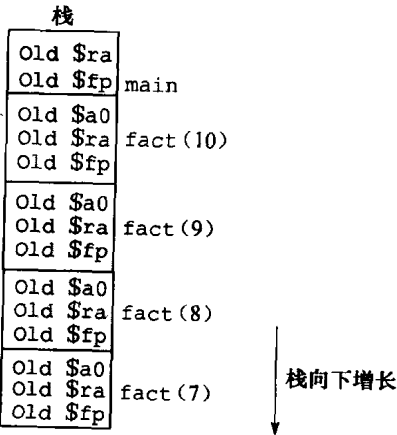 栈
Old $ra
Old $fp main
Old $a0
Old $ra fact(10)
Old $fp
Old $a0
Old $ra fact(9)
Old $fp
Old $a0
Old $ra fact(8)
Old $fp
Old $a0
Old $ra fact(7)
Old $fp
栈向下增长